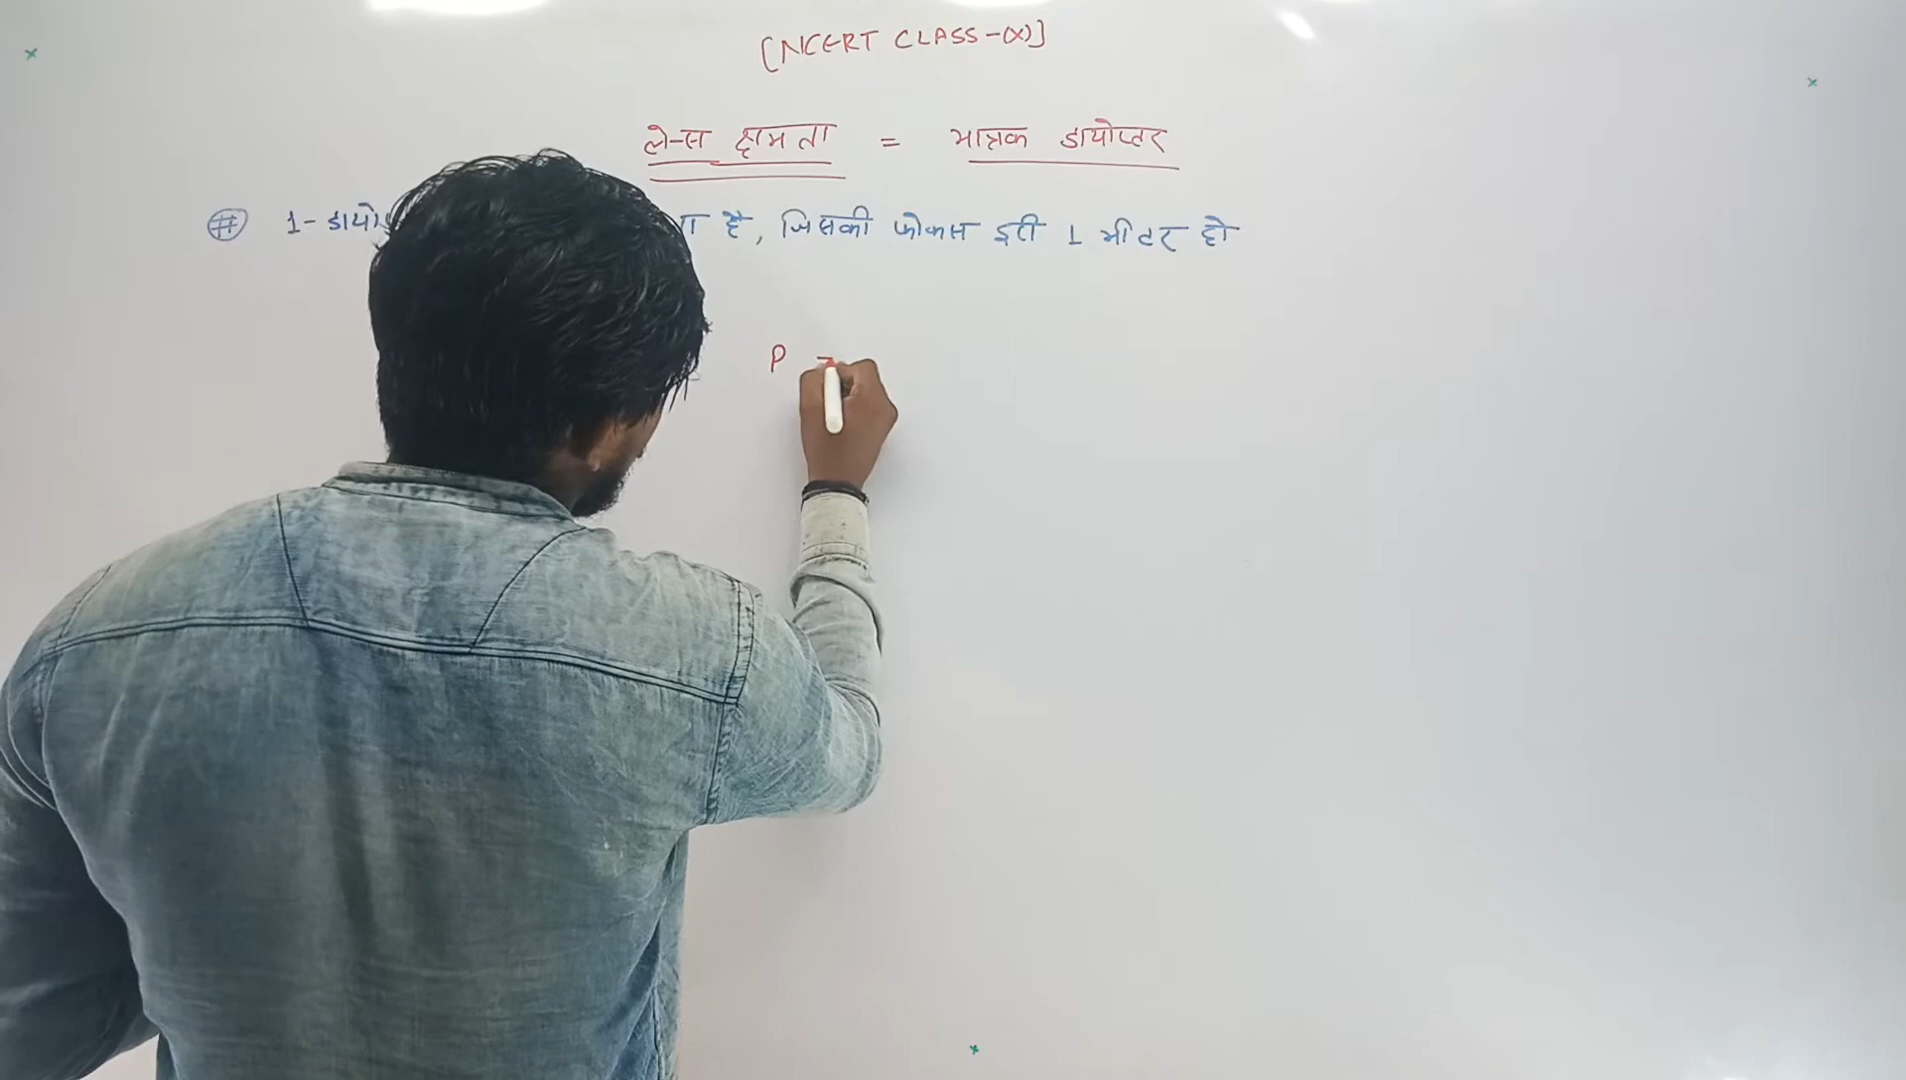 [NCERT CLASS-(X)]
लेन्स क्षमता = मात्रक डायोप्टर
# 1- डायो है, जिसकी फोकस दूरी 1 मीटर हो
P =